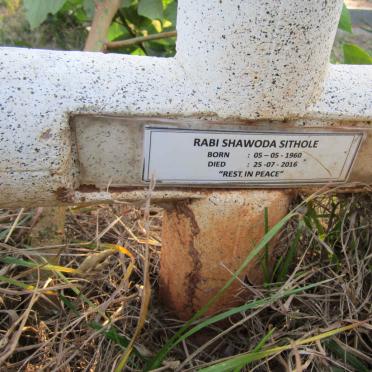 RABI SHAWODA SITHOLE
BORN : 05 – 05 - 1960
DIED : 25 -07 - 2016
"REST, IN PEACE"